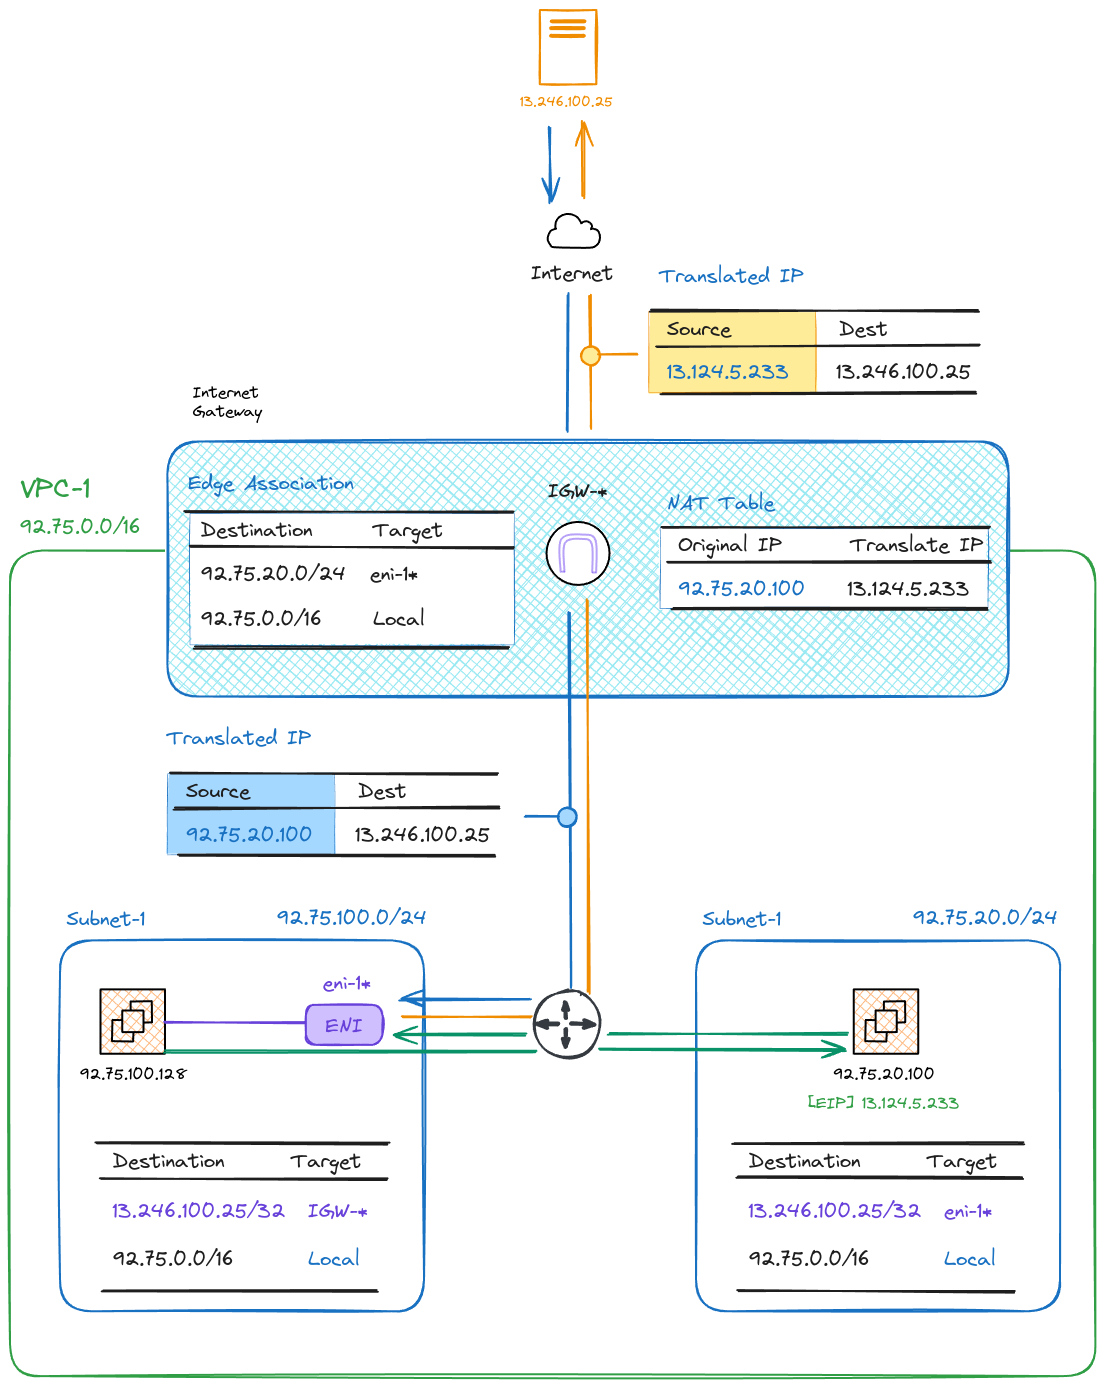 13.246.100.25
Internet
Translated IP
Source Dest
13.124.5.233 13.246.100.25
Internet
Gateway
VPC-1
92.75.0.0/16
Edge Association
Destination Target
92.75.20.0/24 eni-1*
92.75.0.0/16 Local
IGW-*
NAT Table
Original IP Translate IP
92.75.20.100 13.124.5.233
Translated IP
Source Dest
92.75.20.100 13.246.100.25
Subnet-1 92.75.100.0/24
eni-1*
ENI
92.75.100.128
Destination Target
13.246.100.25/32 IGW-*
92.75.0.0/16 Local
Subnet-1 92.75.20.0/24
92.75.20.100
[EIP] 13.124.5.233
Destination Target
13.246.100.25/32 eni-1*
92.75.0.0/16 Local